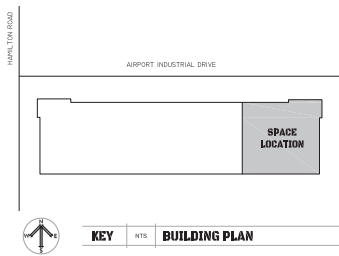 HAMILTON ROAD
AIRPORT INDUSTRIAL DRIVE
SPACE
LOCATION
N
W E
S
KEY NTS BUILDING PLAN